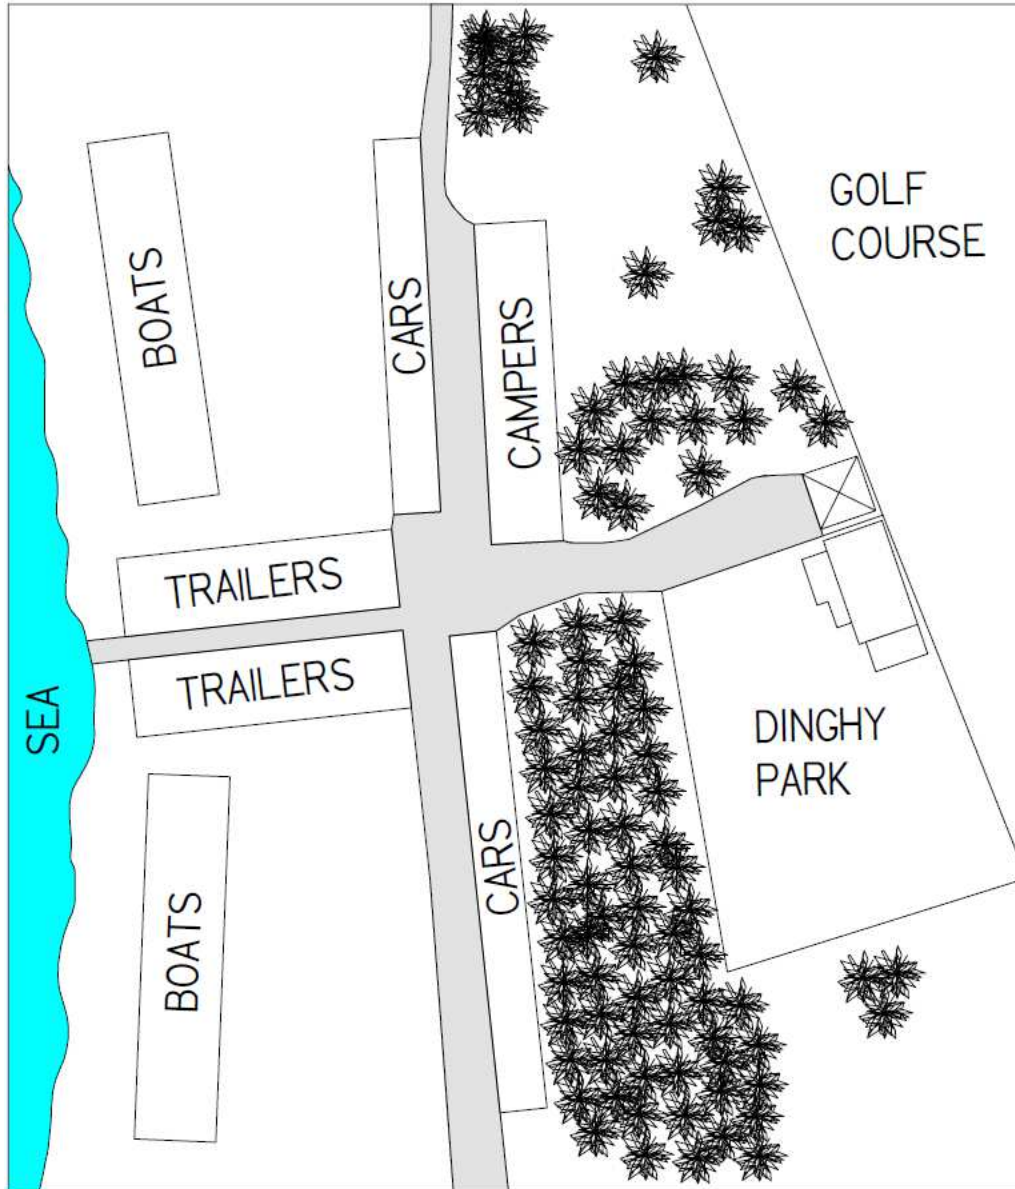 GOLF
COURSE
BOATS
CARS
CAMPERS
TRAILERS
TRAILERS
SEA
DINGHY
PARK
CARS
BOATS